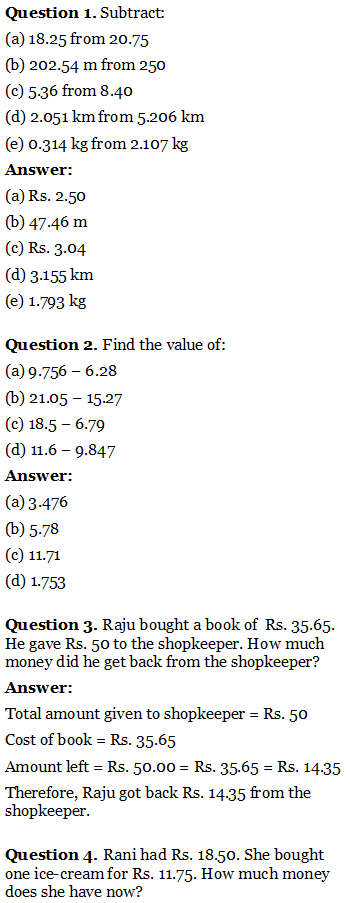 Question 1. Subtract:
(a) 18.25 from 20.75
(b) 202.54 m from 250
(c) 5.36 from 8.40
(d) 2.051 km from 5.206 km
(e) 0.314 kg from 2.107 kg
Answer:
(a) Rs. 2.50
(b) 47.46 m
(c) Rs. 3.04
(d) 3.155 km
(e) 1.793 kg
Question 2. Find the value of:
(a) 9.756 – 6.28
(b) 21.05 – 15.27
(c) 18.5 – 6.79
(d) 11.6 – 9.847
Answer:
(a) 3.476
(b) 5.78
(c) 11.71
(d) 1.753
Question 3. Raju bought a book of Rs. 35.65.
He gave Rs. 50 to the shopkeeper. How much
money did he get back from the shopkeeper?
Answer:
Total amount given to shopkeeper = Rs. 50
Cost of book = Rs. 35.65
Amount left = Rs. 50.00 = Rs. 35.65 = Rs. 14.35
Therefore, Raju got back Rs. 14.35 from the
shopkeeper.
Question 4. Rani had Rs. 18.50. She bought
one ice-cream for Rs. 11.75. How much money
does she have now?